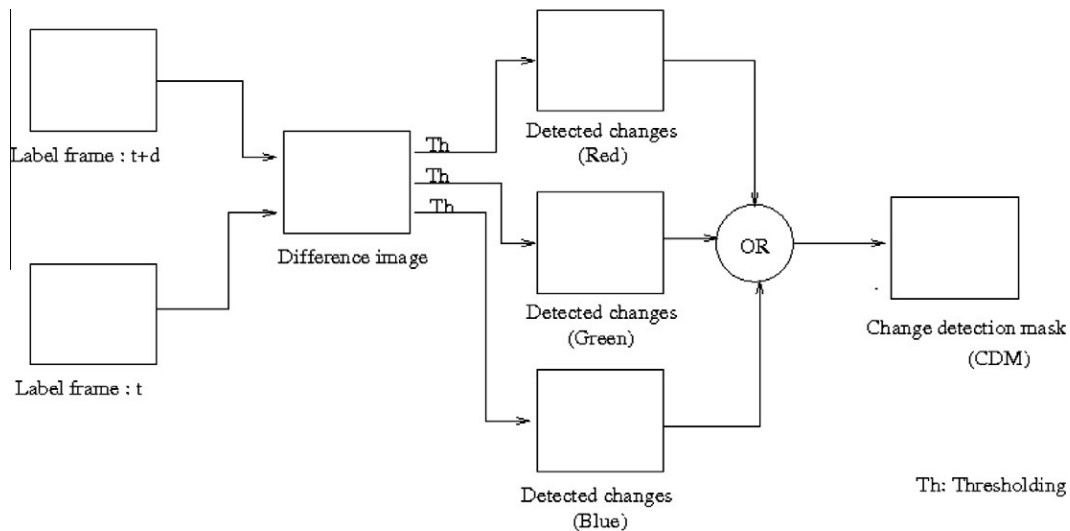 Label frame : t+d
Label frame : t
Difference image
Th
Th
Th
Detected changes
(Red)
Detected changes
(Green)
Detected changes
(Blue)
OR
Change detection mask
(CDM)
Th: Thresholding